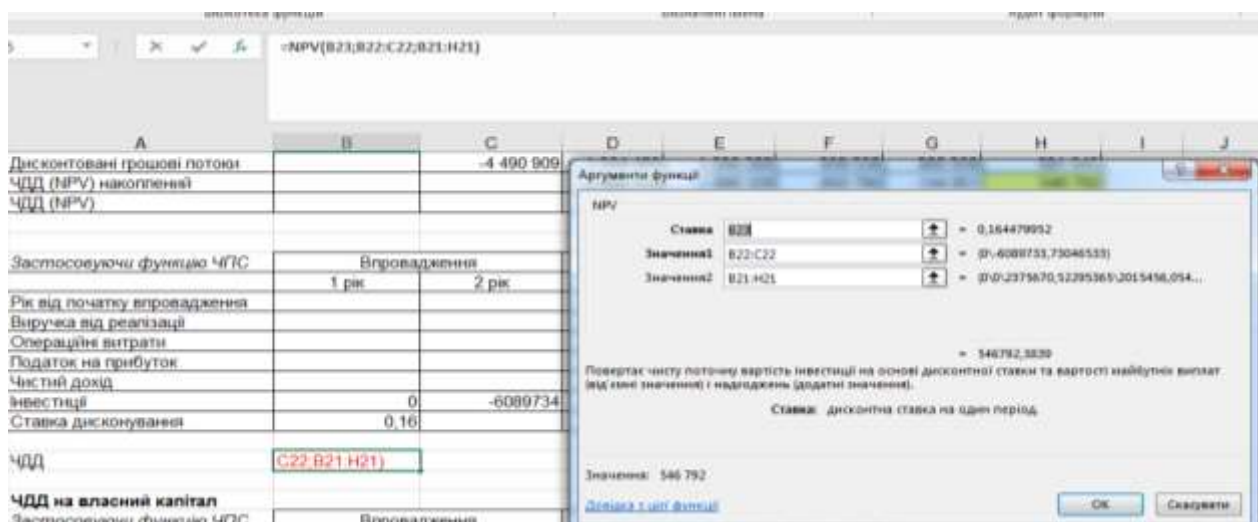 Бібліотека функцій
=NPV(B23;B22:C22;B21:H21)
A B C D E F G H I J
Дисконтовані грошові потоки -4 490 909
ЧДД (NPV) накоплений
ЧДД (NPV)
Застосовуючи функцію ЧПС Впровадження
1 рік 2 рік
Рік від початку впровадження
Виручка від реалізації
Операційні витрати
Податок на прибуток
Чистий дохід
Інвестиції 0 -6089734
Ставка дисконування 0,16
ЧДД C22;B21:H21)
ЧДД на власний капітал
Застосовуючи функцію ЧПС Впровадження
Аргументи функції
NPV
Ставка B23 = 0,164479952
Значення1 B22:C22 = {0\-6089733,73046533}
Значення2 B21:H21 = {0\0\2375670,52295365\2015456,054...
= 546792,3839
Повертає чисту поточну вартість інвестиції на основі дисконтної ставки та вартості майбутніх виплат
(від'ємні значення) і надходжень (додатні значення).
Ставка: дисконтна ставка на один період.
Значення: 546 792
Довідка з цієї функції
OK Скасувати